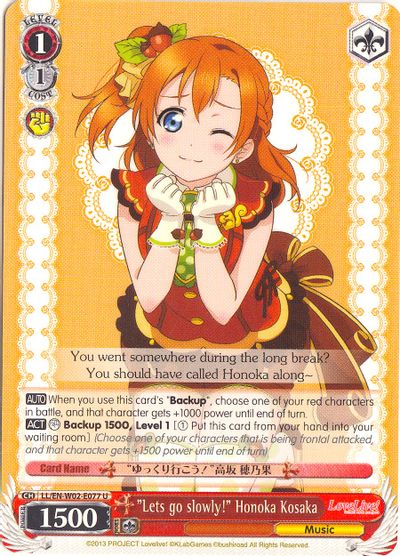 LEVEL
1
1
COST
You went somewhere during the long break?
You should have called Honoka along~
AUTO When you use this card's "Backup", choose one of your red characters
in battle, and that character gets +1000 power until end of turn.
ACT Backup 1500, Level 1 [① Put this card from your hand into your
waiting room.] (Choose one of your characters that is being frontal
attacked, and that character gets +1500 power until end of turn)
Card Name "ゆっくり行こう!"高坂 穂乃果
CH LL/EN-W02-E077 U
"Lets go slowly!" Honoka Kosaka
LoveLive!
POWER
1500
Music
©2013 PROJECT Lovelive! ©KLabGames ©bushiroad All Rights Reserved.